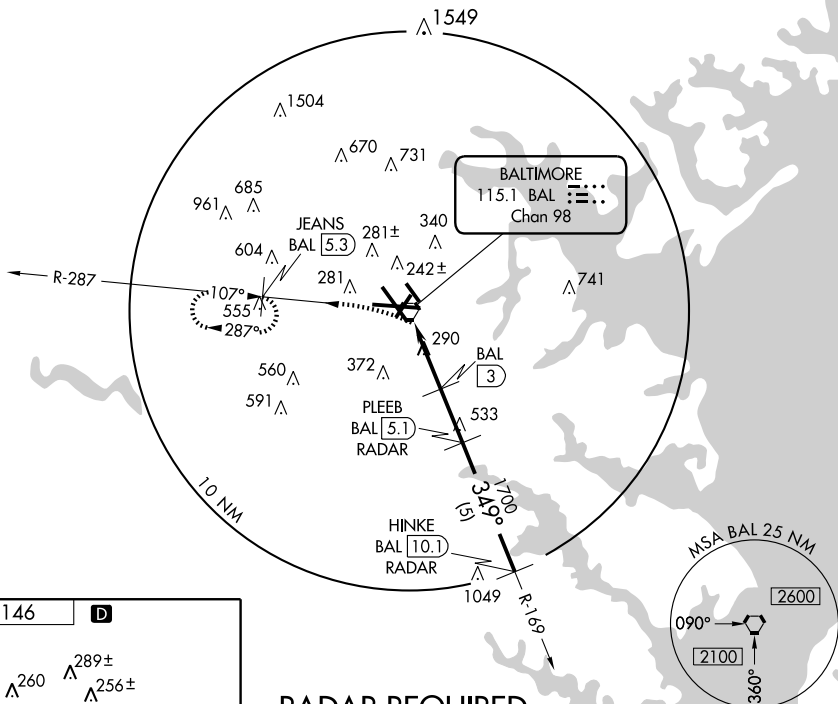 1549
1504
670
731
BALTIMORE
115.1 BAL
Chan 98
685
961
JEANS
BAL 5.3
281±
340
604
242±
R-287
281
741
107°
555
287°
290
BAL
3
560
372
591
PLEEB
BAL 5.1
RADAR
533
1700
349°
(5)
10 NM
HINKE
BAL 10.1
RADAR
1049
R-169
MSA BAL 25 NM
2600
090°
2100
360°
146 D
289±
260
256±
RADAR REQUIRED